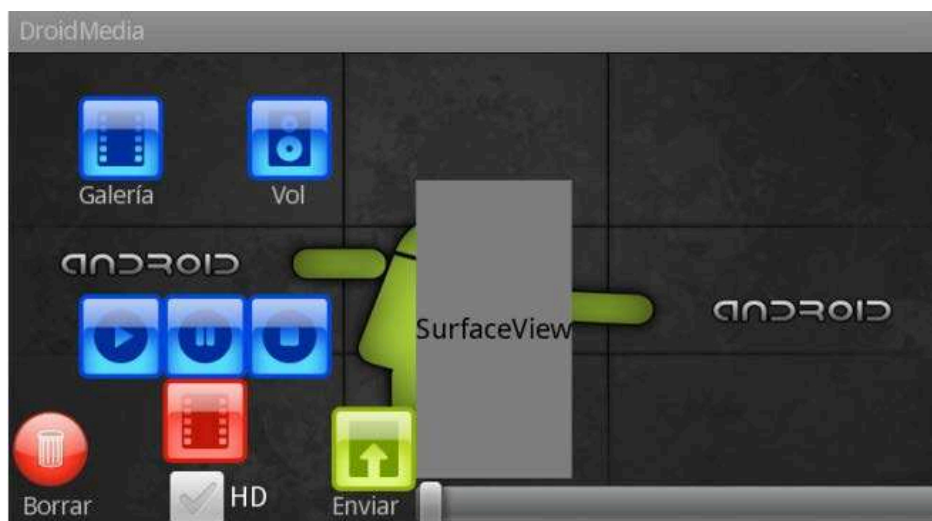 DroidMedia
Galería
Vol
ANDROID
SurfaceView
ANDROID
Borrar
HD
Enviar